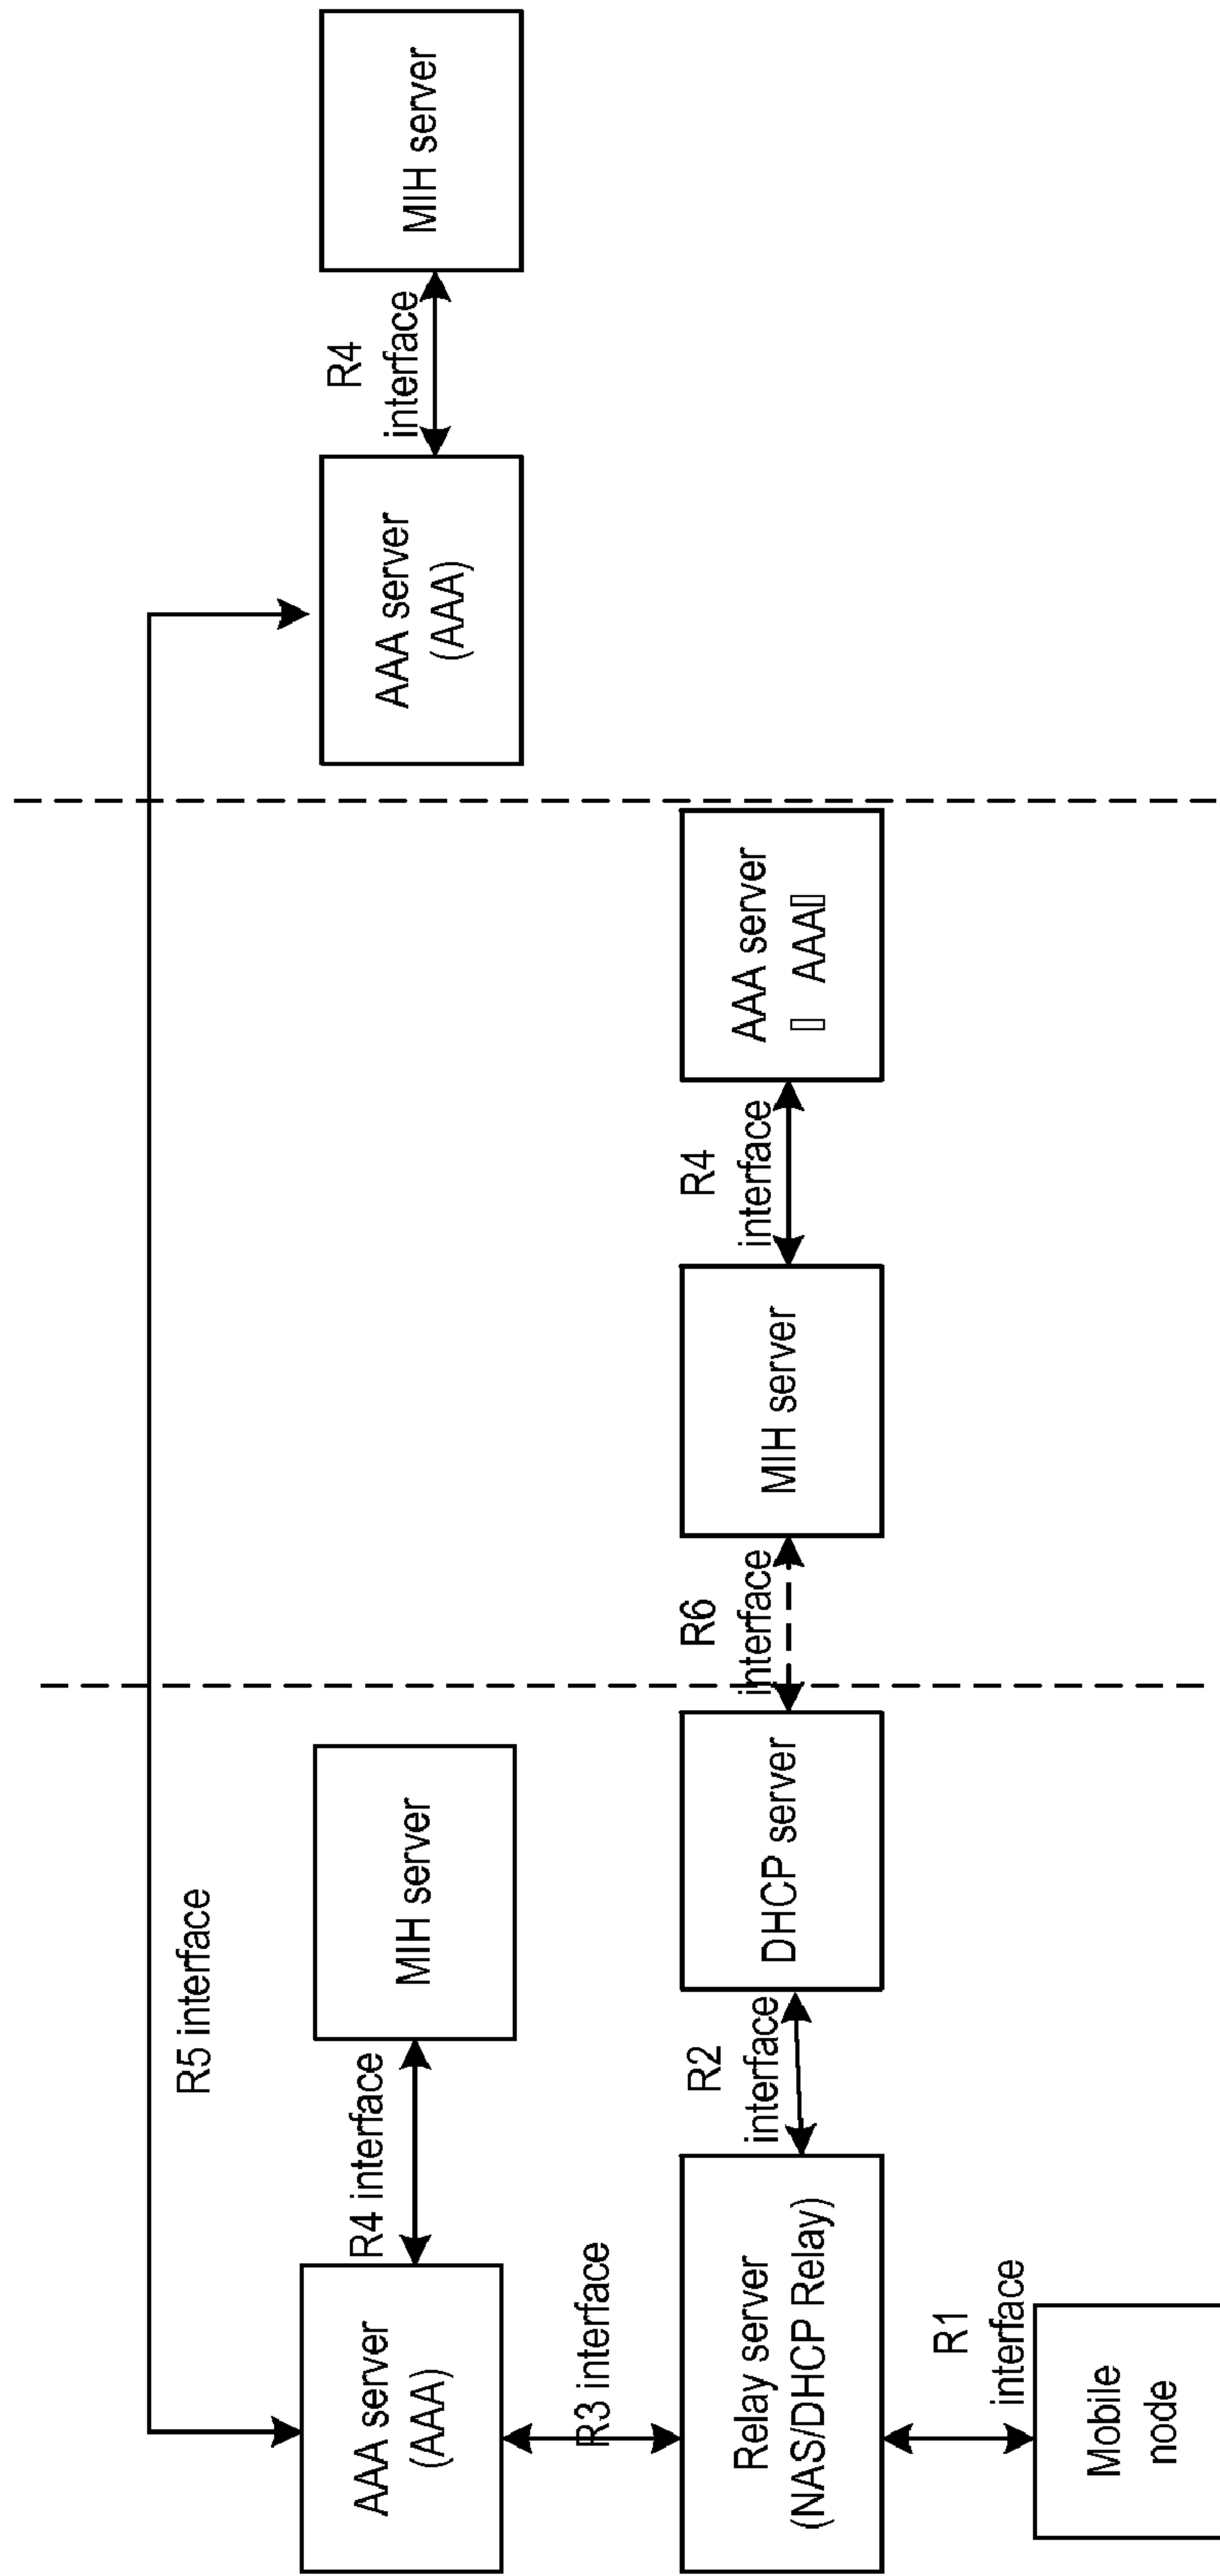 R5 interface
AAA server
(AAA)
R4 interface
MIH server
AAA server
(AAA)
R4
interface
MIH server
R3 interface
Relay server
(NAS/DHCP Relay)
R2
interface
DHCP server
R6
interface
MIH server
R4
interface
AAA server
▯ AAA▯
R1
interface
Mobile
node